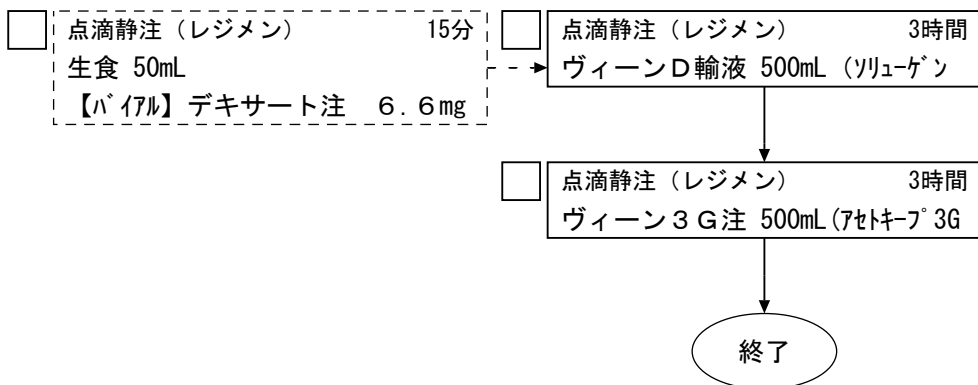 点滴静注（レジメン） 15分
生食 50mL
【ﾊﾞｲｱﾙ】デキサート注 ６．６mg
点滴静注（レジメン） 3時間
ヴィーンＤ輸液 500mL （ｿﾘｭｰｹﾞﾝ
点滴静注（レジメン） 3時間
ヴィーン３Ｇ注 500mL(ｱｾﾄｷｰﾌﾟ3G
終了